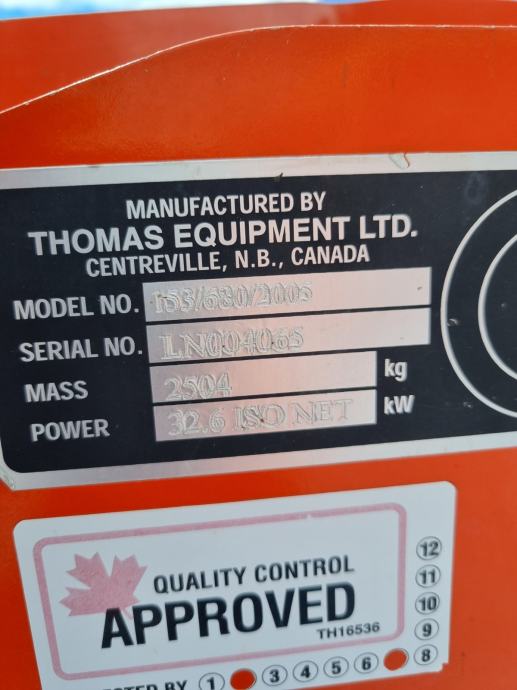 MANUFACTURED BY
THOMAS EQUIPMENT LTD.
CENTREVILLE, N.B., CANADA
MODEL NO. 153/680/2005
SERIAL NO. LN004065
MASS 2504 kg
POWER 32.6 ISO NET kW
QUALITY CONTROL
APPROVED
TH16536
12
11
10
9
8
BY 1 3 4 5 6